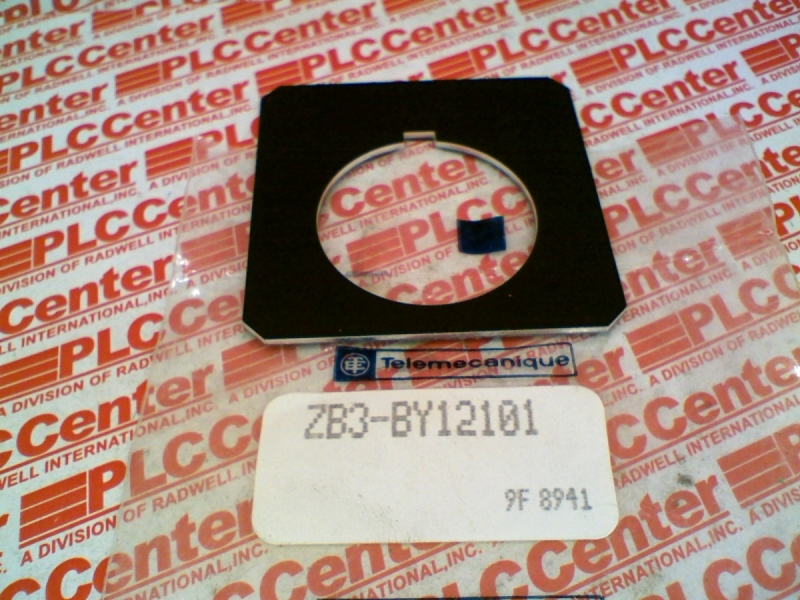 PLCCenter
A DIVISION OF RADWELL INTERNATIONAL, INC.
Telemecanique
ZB3-BY12101
9F 8941